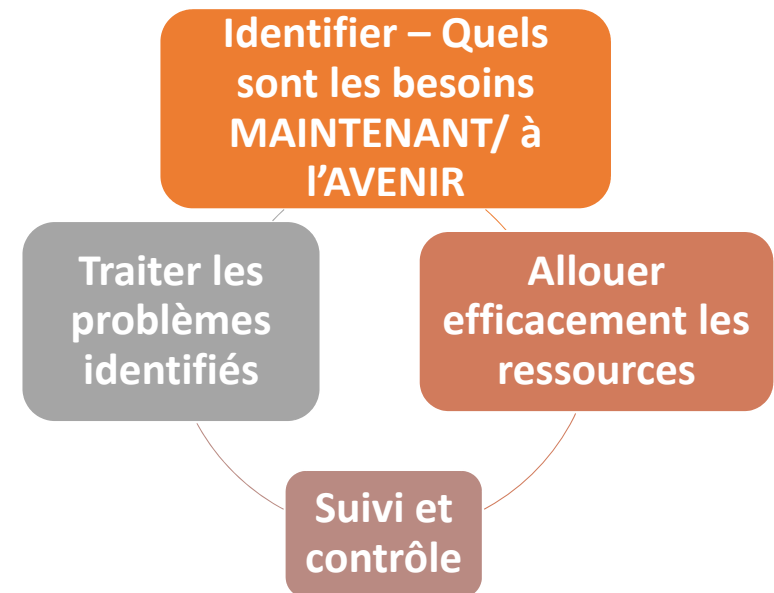 Identifier – Quels
sont les besoins
MAINTENANT/ à
l’AVENIR
Traiter les
problèmes
identifiés
Allouer
efficacement les
ressources
Suivi et
contrôle